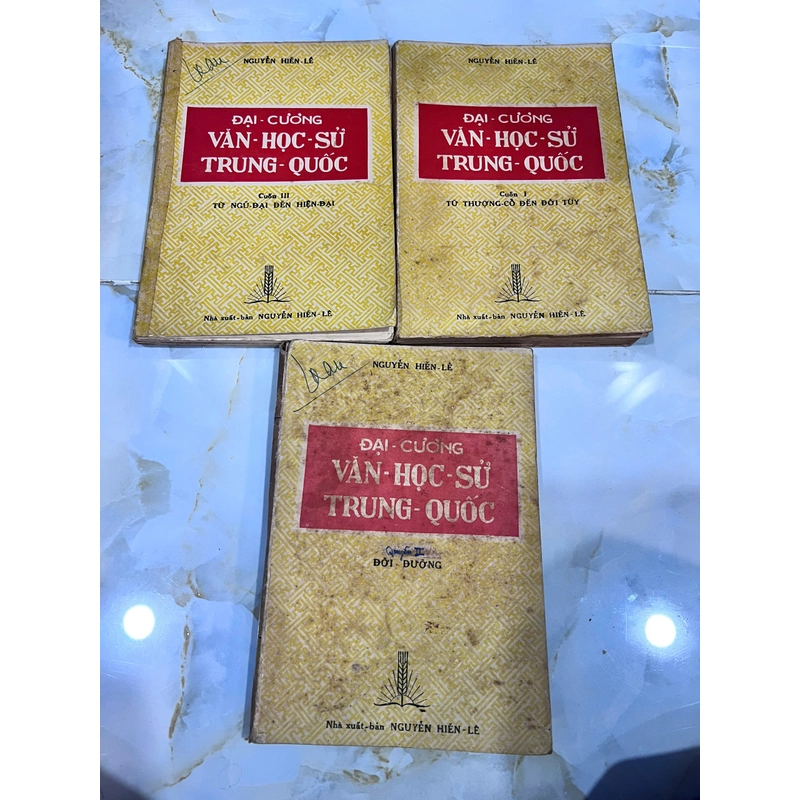 NGUYỄN HIẾN-LÊ
ĐẠI-CƯƠNG
VĂN-HỌC-SỬ
TRUNG-QUỐC
Cuốn III
TỪ NGŨ-ĐẠI ĐẾN HIỆN-ĐẠI
Nhà xuất-bản NGUYỄN HIẾN-LÊ
NGUYỄN HIẾN-LÊ
ĐẠI-CƯƠNG
VĂN-HỌC-SỬ
TRUNG-QUỐC
Cuốn I
TỪ THƯỢNG-CỔ ĐẾN ĐỜI TÙY
Nhà xuất-bản NGUYỄN HIẾN-LÊ
NGUYỄN HIẾN-LÊ
ĐẠI-CƯƠNG
VĂN-HỌC-SỬ
TRUNG-QUỐC
ĐỜI-ĐƯỜNG
Nhà xuất-bản NGUYỄN HIẾN-LÊ